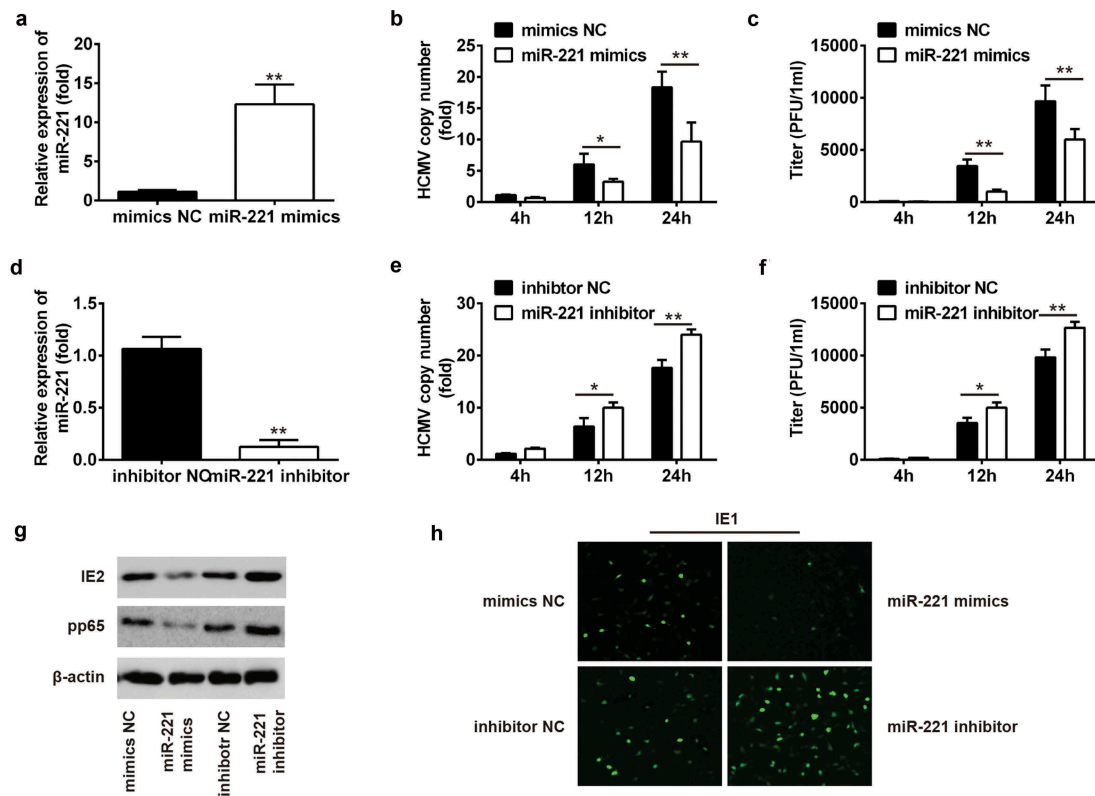 a
Relative expression of
miR-221 (fold)
20
15
10
5
0
**
mimics NC
miR-221 mimics
b
mimics NC
miR-221 mimics
HCMV copy number
(fold)
25
20
15
10
5
0
*
**
4h
12h
24h
c
mimics NC
miR-221 mimics
Titer (PFU/1ml)
15000
10000
5000
0
**
**
4h
12h
24h
d
Relative expression of
miR-221 (fold)
1.5
1.0
0.5
0.0
**
inhibitor NC
miR-221 inhibitor
e
inhibtor NC
miR-221 inhibitor
HCMV copy number
(fold)
30
20
10
0
*
**
4h
12h
24h
f
inhibitor NC
miR-221 inhibitor
Titer (PFU/1ml)
15000
10000
5000
0
*
**
4h
12h
24h
g
IE2
pp65
β-actin
mimics NC
miR-221
mimics
inhibotr NC
miR-221
inhibitor
h
IE1
mimics NC
miR-221 mimics
inhibitor NC
miR-221 inhibitor